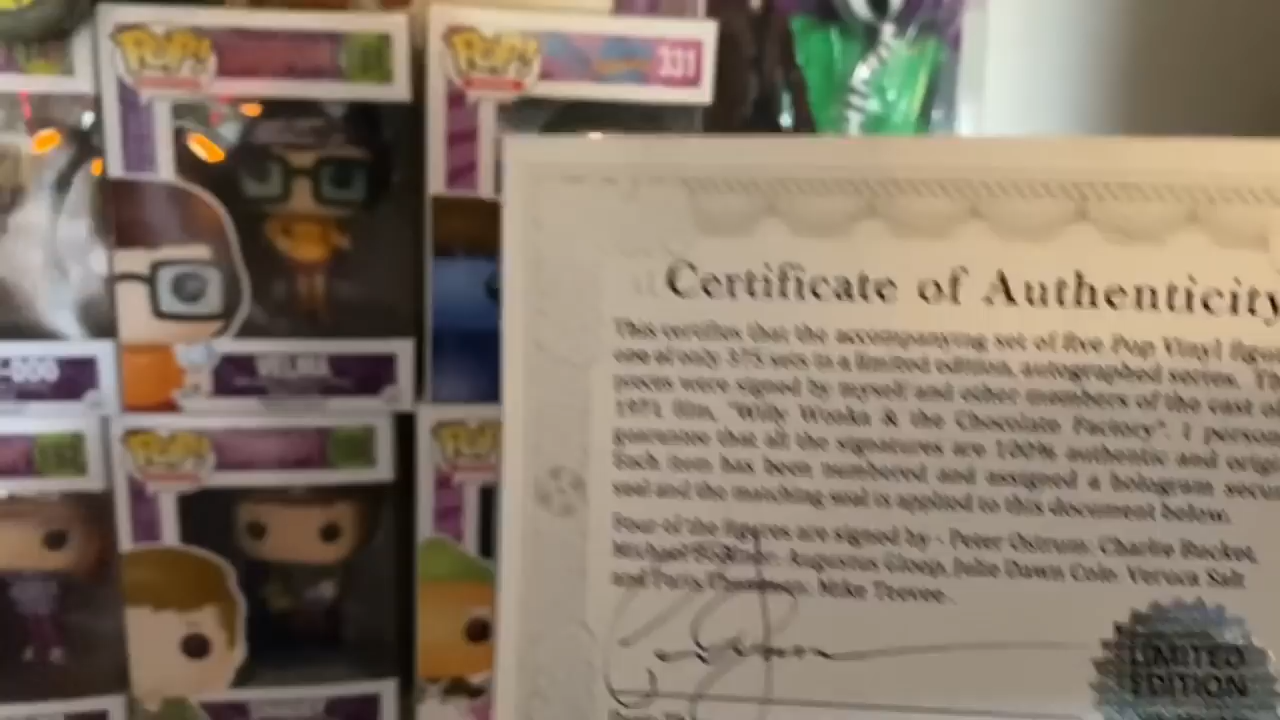 POP!
POP!
331
VELMA
POP!
POP!
Certificate of Authenticity
This certifies that the accompanying set of five Pop Vinyl
one of only 375 sets in a limited edition, autographed series.
pieces were signed by myself and other members of the cast of
1971 film, "Willy Wonka & the Chocolate Factory". I
guarantee that all the signatures are 100% authentic and
Each item has been numbered and assigned a hologram
seal and the matching seal is applied to this document below.
Four of the figures are signed by - Peter Ostrum, Charlie Bucket,
Michael Augustus Gloop, Julie Dawn Cole, Veruca Salt
and Paris Themmen, Mike Teevee.
LIMITED
EDITION